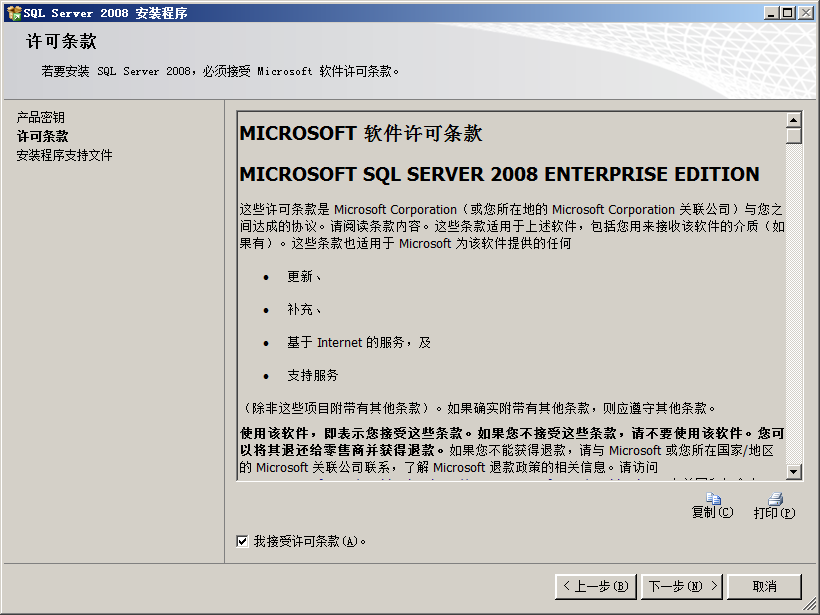 SQL Server 2008 安装程序
许可条款
若要安装 SQL Server 2008，必须接受 Microsoft 软件许可条款。
产品密钥
许可条款
安装程序支持文件
MICROSOFT 软件许可条款
MICROSOFT SQL SERVER 2008 ENTERPRISE EDITION
这些许可条款是 Microsoft Corporation（或您所在地的 Microsoft Corporation 关联公司）与您之
间达成的协议。请阅读条款内容。这些条款适用于上述软件，包括您用来接收该软件的介质（如
果有）。这些条款也适用于 Microsoft 为该软件提供的任何
• 更新、
• 补充、
• 基于 Internet 的服务，及
• 支持服务
（除非这些项目附带有其他条款）。如果确实附带有其他条款，则应遵守其他条款。
使用该软件，即表示您接受这些条款。如果您不接受这些条款，请不要使用该软件。您可
以将其退还给零售商并获得退款。如果您不能获得退款，请与 Microsoft 或您所在国家/地区
的 Microsoft 关联公司联系，了解 Microsoft 退款政策的相关信息。请访问
复制(C)
打印(P)
我接受许可条款(A)。
< 上一步(B)
下一步(N) >
取消